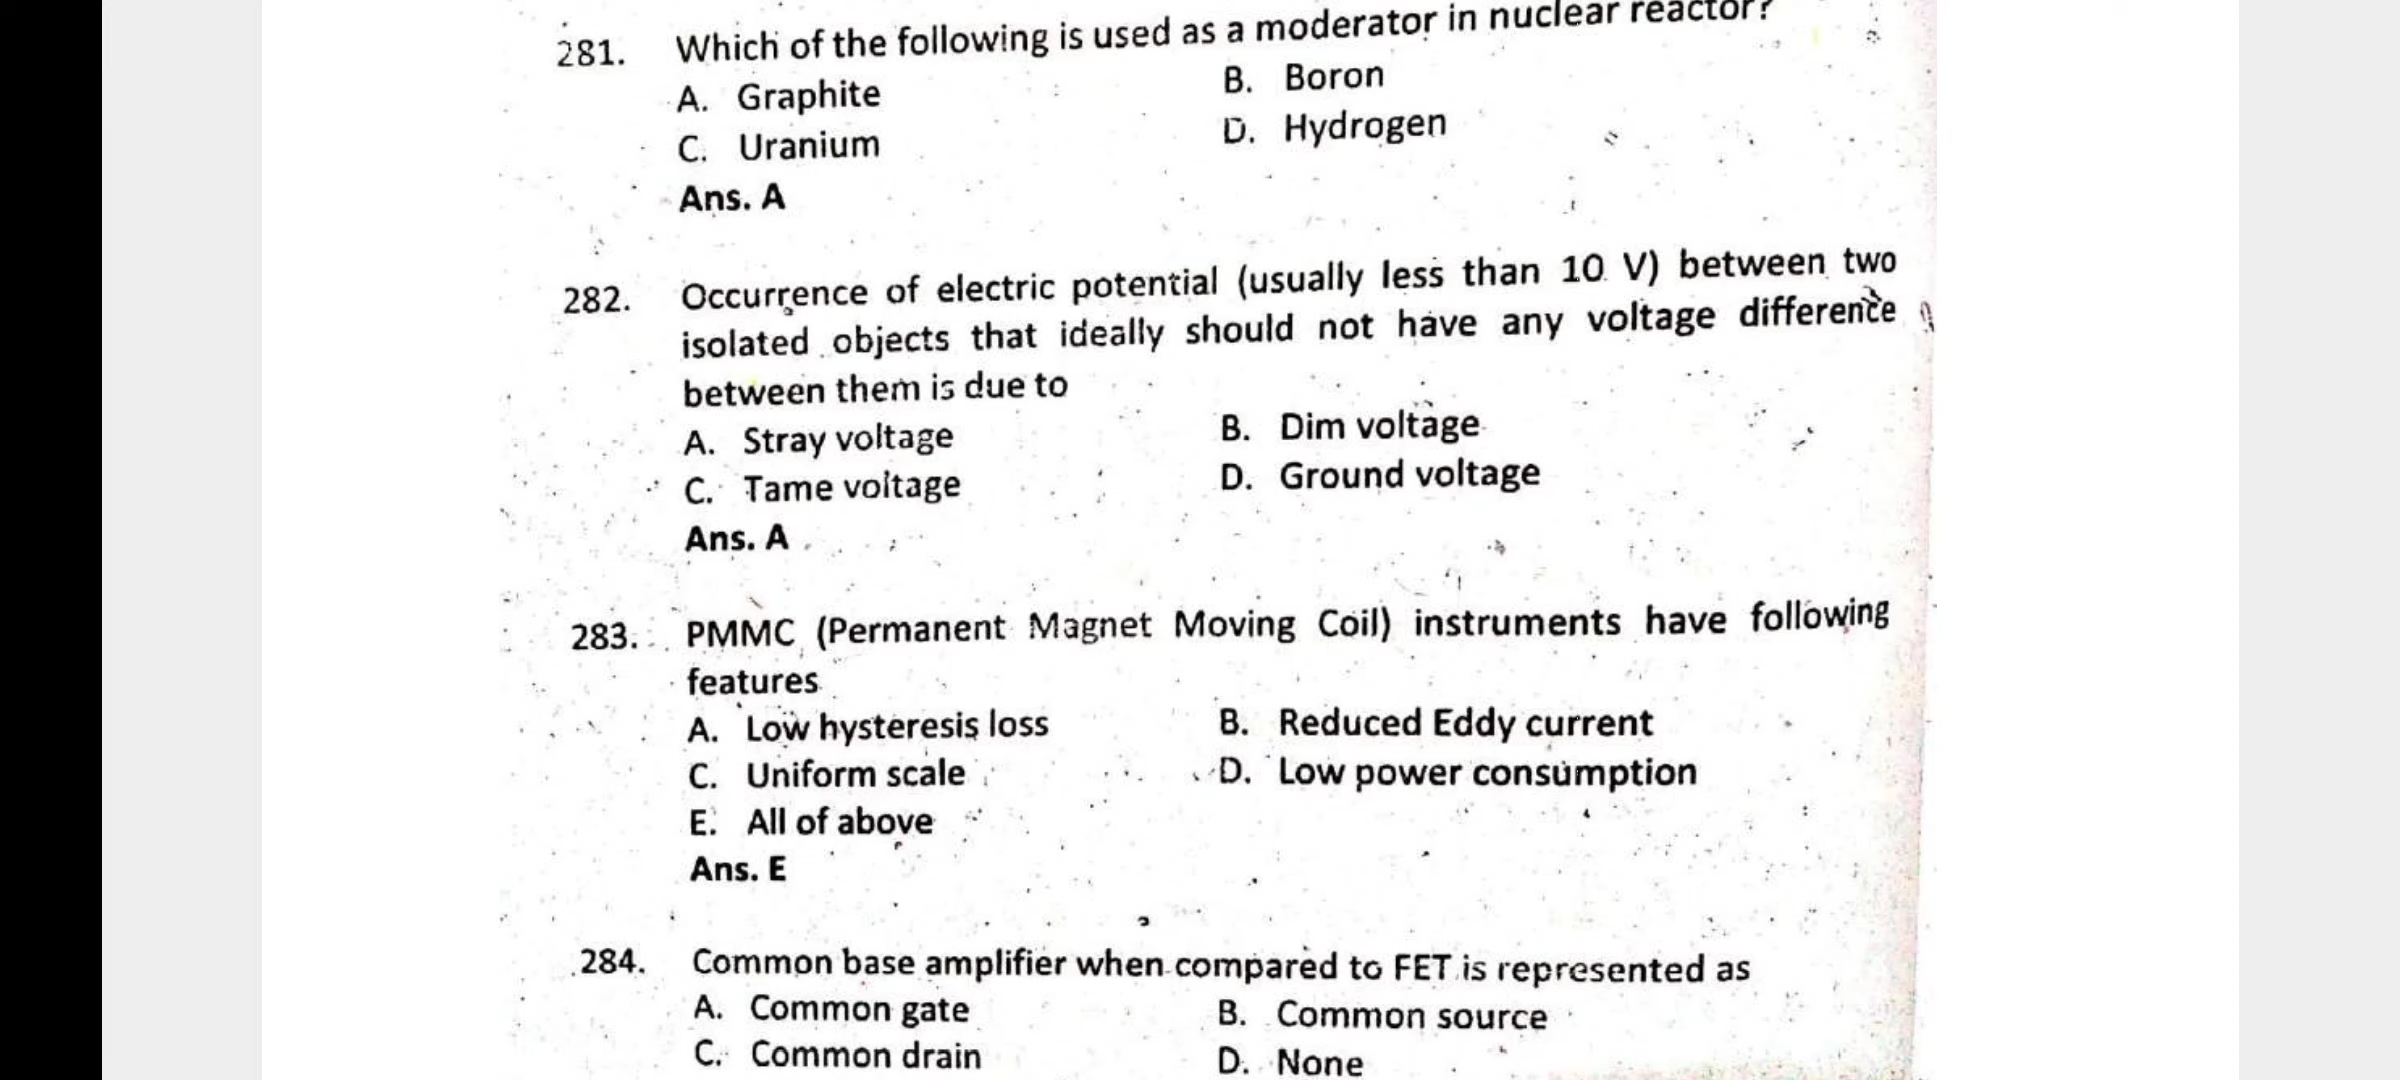 281. Which of the following is used as a moderator in nuclear reactor?
A. Graphite B. Boron
C. Uranium D. Hydrogen
Ans. A
282. Occurrence of electric potential (usually less than 10 V) between two
isolated objects that ideally should not have any voltage difference
between them is due to
A. Stray voltage B. Dim voltage
C. Tame voltage D. Ground voltage
Ans. A
283. PMMC (Permanent Magnet Moving Coil) instruments have following
features
A. Low hysteresis loss B. Reduced Eddy current
C. Uniform scale D. Low power consumption
E. All of above
Ans. E
284. Common base amplifier when compared to FET is represented as
A. Common gate B. Common source
C. Common drain D. None